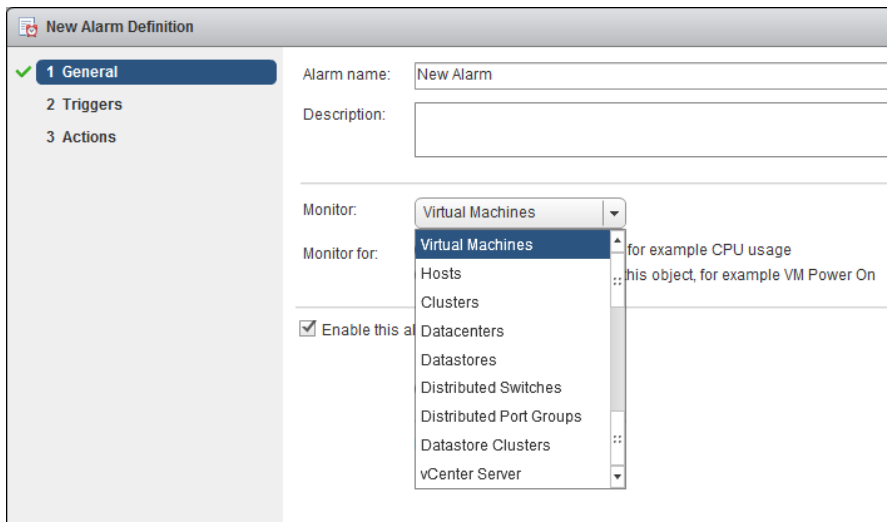 New Alarm Definition
1 General
2 Triggers
3 Actions
Alarm name: New Alarm
Description:
Monitor: Virtual Machines
Monitor for:
Virtual Machines for example CPU usage
Hosts his object, for example VM Power On
Clusters
Enable this al
Datacenters
Datastores
Distributed Switches
Distributed Port Groups
Datastore Clusters
vCenter Server